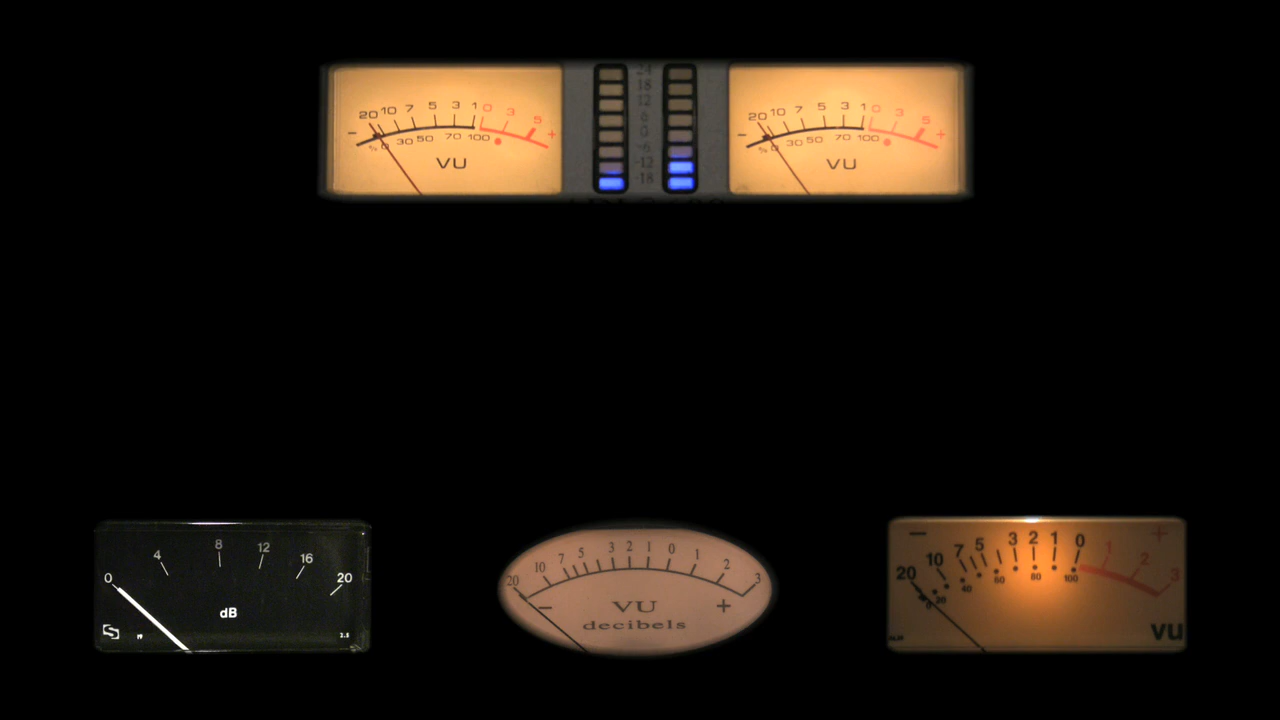 20 10 7 5 3 1 0 3 5
- +
% 0 30 50 70 100
VU
24
18
12
6
0
-6
-12
-18
20 10 7 5 3 1 0 3 5
- +
% 0 30 50 70 100
VU
0 4 8 12 16 20
dB
20 10 7 5 3 2 1 0 1 2 3
- +
VU
decibels
- +
20 10 7 5 3 2 1 0 1 2 3
0 20 40 60 80 100
vu